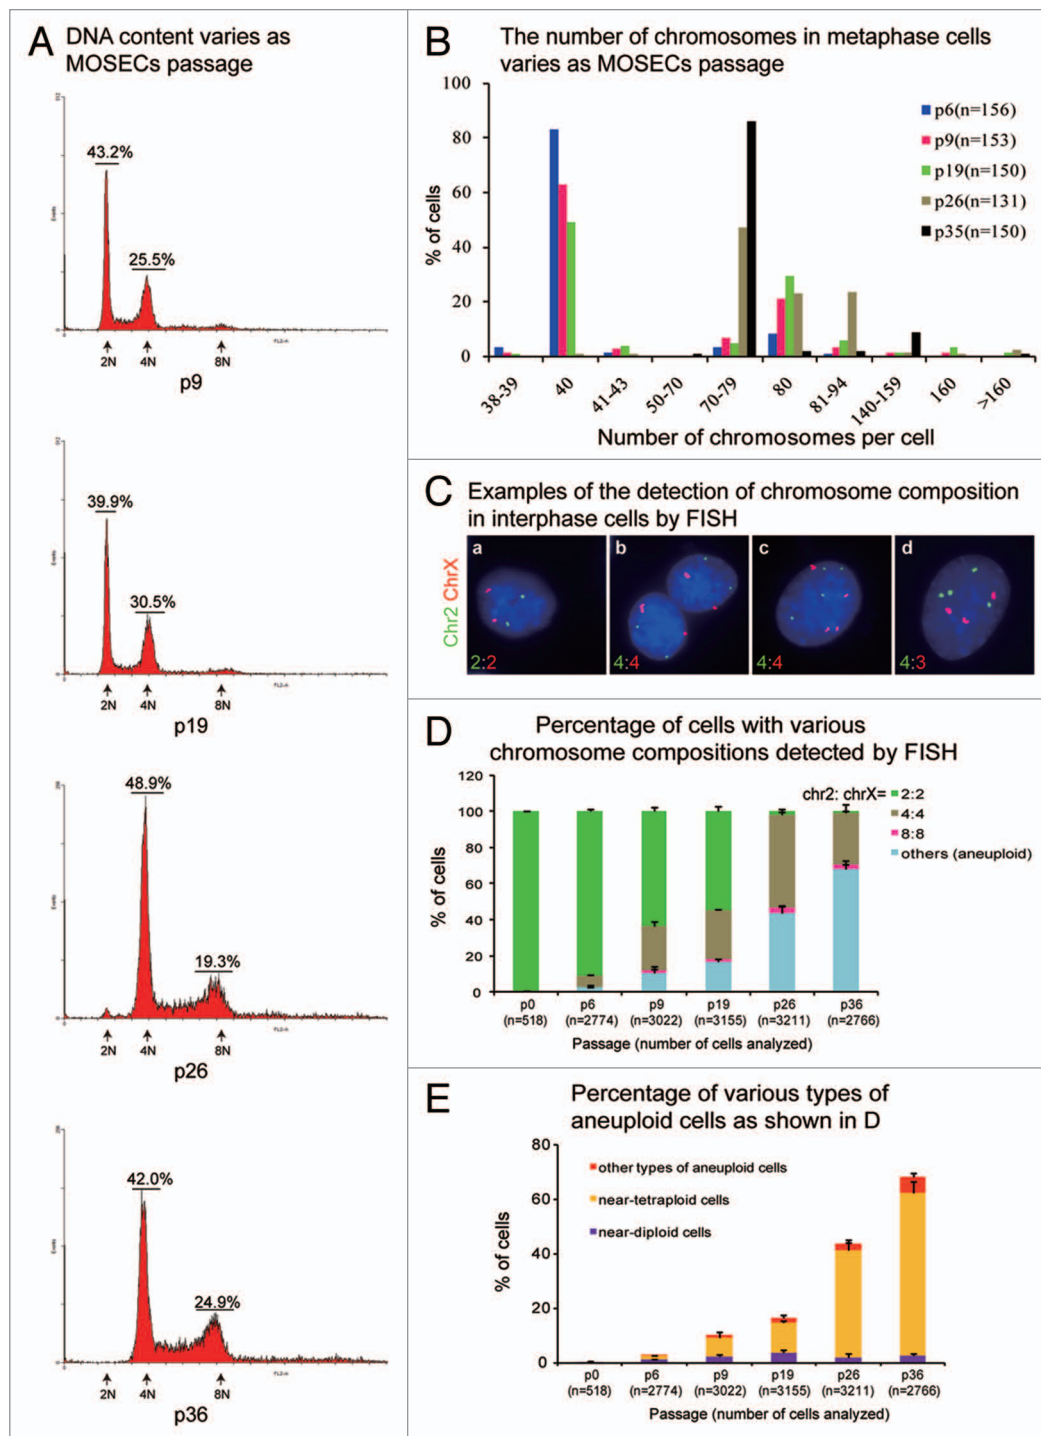 A DNA content varies as
MOSECs passage
43.2%
25.5%
2N 4N 8N
p9
39.9%
30.5%
2N 4N 8N
p19
48.9%
19.3%
2N 4N 8N
p26
42.0%
24.9%
2N 4N 8N
p36
B The number of chromosomes in metaphase cells
varies as MOSECs passage
% of cells
100
80
60
40
20
0
p6(n=156)
p9(n=153)
p19(n=150)
p26(n=131)
p35(n=150)
38-39 40 41-43 50-70 70-79 80 81-94 140-159 160 >160
Number of chromosomes per cell
C Examples of the detection of chromosome composition
in interphase cells by FISH
Chr2 ChrX
a b c d
2:2 4:4 4:4 4:3
D Percentage of cells with various
chromosome compositions detected by FISH
% of cells
120
100
80
60
40
20
0
chr2: chrX= 2:2
4:4
8:8
others (aneuploid)
p0 p6 p9 p19 p26 p36
(n=518) (n=2774) (n=3022) (n=3155) (n=3211) (n=2766)
Passage (number of cells analyzed)
E Percentage of various types of
aneuploid cells as shown in D
% of cells
80
60
40
20
0
other types of aneuploid cells
near-tetraploid cells
near-diploid cells
p0 p6 p9 p19 p26 p36
(n=518) (n=2774) (n=3022) (n=3155) (n=3211) (n=2766)
Passage (number of cells analyzed)